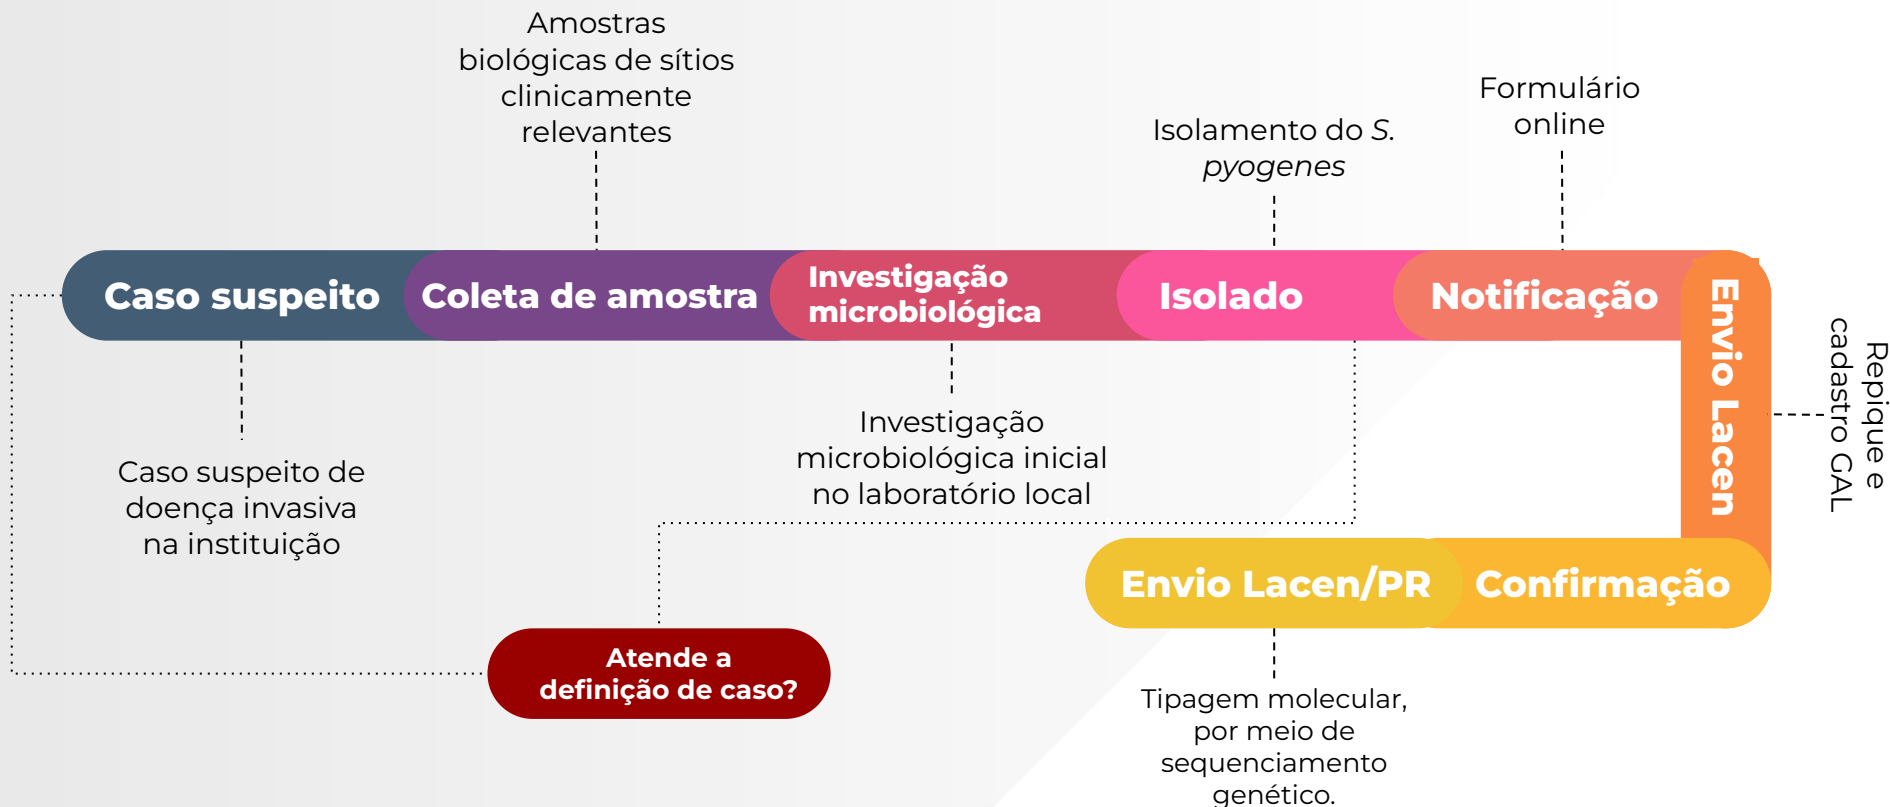 Amostras
biológicas de sítios
clinicamente
relevantes
Formulário
online
Isolamento do S.
pyogenes
Caso suspeito
Coleta de amostra
Investigação
microbiológica
Isolado
Notificação
Envio Lacen
Repique e
cadastro GAL
Caso suspeito de
doença invasiva
na instituição
Investigação
microbiológica inicial
no laboratório local
Envio Lacen/PR
Confirmação
Atende a
definição de caso?
Tipagem molecular,
por meio de
sequenciamento
genético.